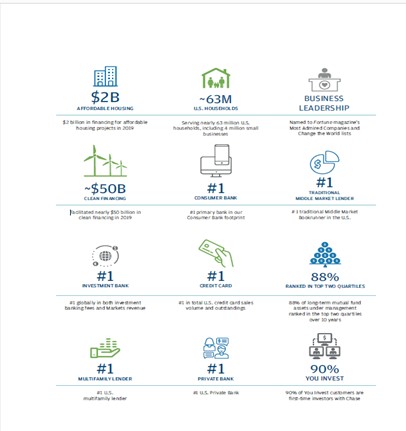 $2B
AFFORDABLE HOUSING
$2 billion in financing for affordable
housing projects in 2019
~63M
U.S. HOUSEHOLDS
Serving nearly 63 million U.S.
households, including 4 million small
businesses
BUSINESS
LEADERSHIP
Named to Fortune magazine's
Most Admired Companies and
Change the World lists
~$50B
CLEAN FINANCING
Facilitated nearly $50 billion in
clean financing in 2019
#1
CONSUMER BANK
#1 primary bank in our
Consumer Bank footprint
#1
TRADITIONAL
MIDDLE MARKET LENDER
#1 Traditional Middle Market
Bookrunner in the U.S.
#1
INVESTMENT BANK
#1 globally in both investment
banking fees and Markets revenue
#1
CREDIT CARD
#1 in total U.S. credit card sales
volume and outstandings
88%
RANKED IN TOP TWO QUARTILES
88% of long-term mutual fund
assets under management
ranked in the top two quartiles
over 10 years
#1
MULTIFAMILY LENDER
#1 U.S.
multifamily lender
#1
PRIVATE BANK
#1 U.S. Private Bank
90%
YOU INVEST
90% of You Invest customers are
first-time investors with Chase